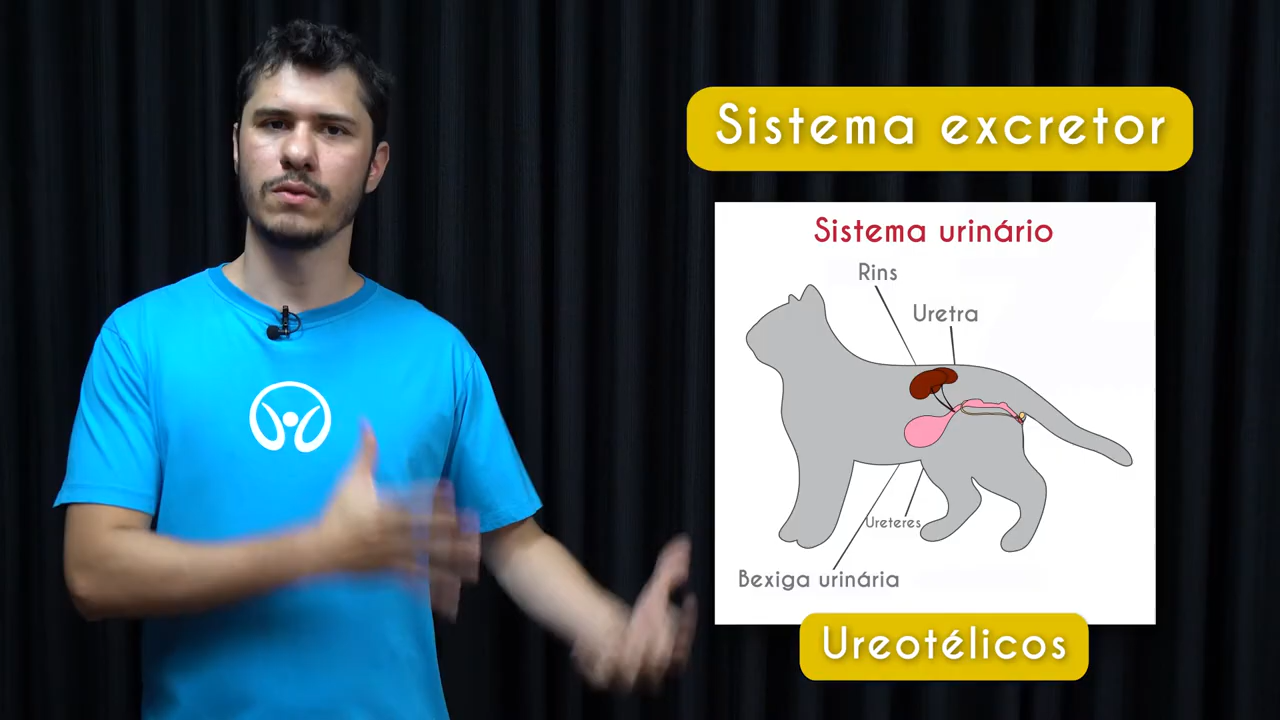 Sistema excretor
Sistema urinário
Rins
Uretra
Ureteres
Bexiga urinária
Ureotélicos